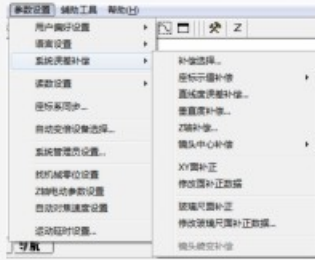 参数设置 辅助工具 帮助(H)
用户偏好设置
语言设置
系统误差补偿
读数设置
座标系同步...
自动变倍设备选择...
系统管理员设置...
找机械零位设置
Z轴电动参数设置
自动对焦速度设置
运动延时设置...
导航
Z
补偿选择...
座标示值补偿
直线度误差补偿...
垂直度补偿...
Z轴补偿...
镜头中心补偿
XY面补正
修改面补正数据
玻璃尺面补正
修改玻璃尺面补正数据...